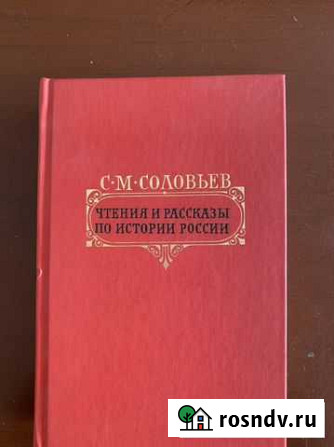 С·М·СОЛОВЬЕВ
ЧТЕНИЯ И РАССКАЗЫ
ПО ИСТОРИИ РОССИИ
rosndv.ru